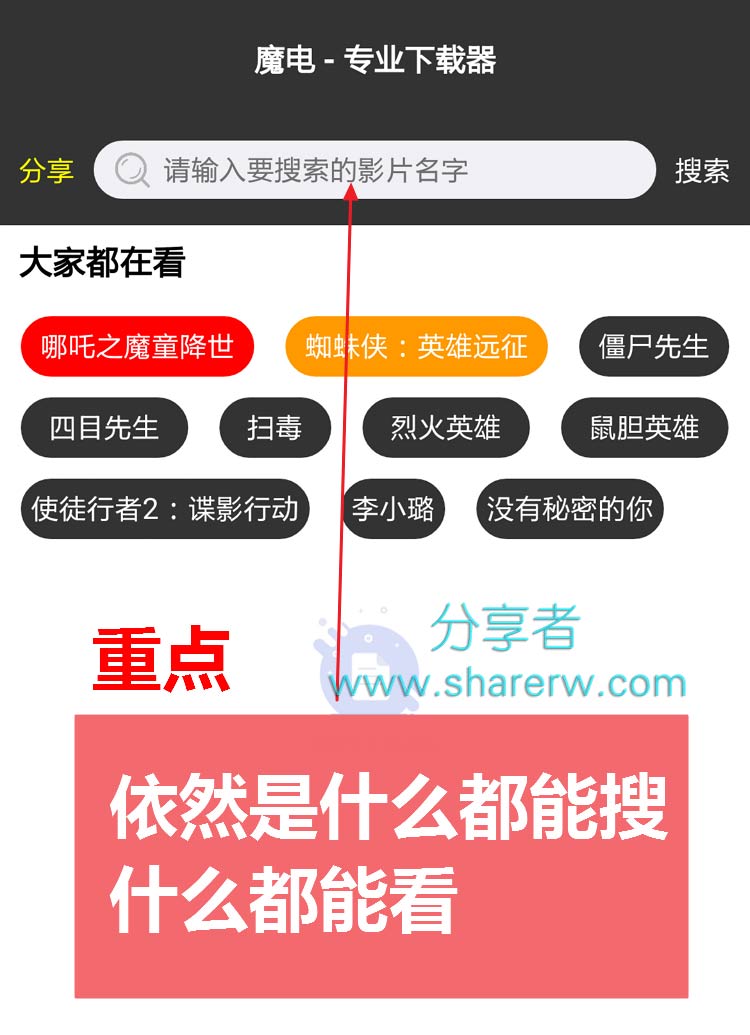 魔电 - 专业下载器
分享 请输入要搜索的影片名字 搜索
大家都在看
哪吒之魔童降世 蜘蛛侠：英雄远征 僵尸先生
四目先生 扫毒 烈火英雄 鼠胆英雄
使徒行者2：谍影行动 李小璐 没有秘密的你
分享者
重点
www.sharerw.com
依然是什么都能搜
什么都能看